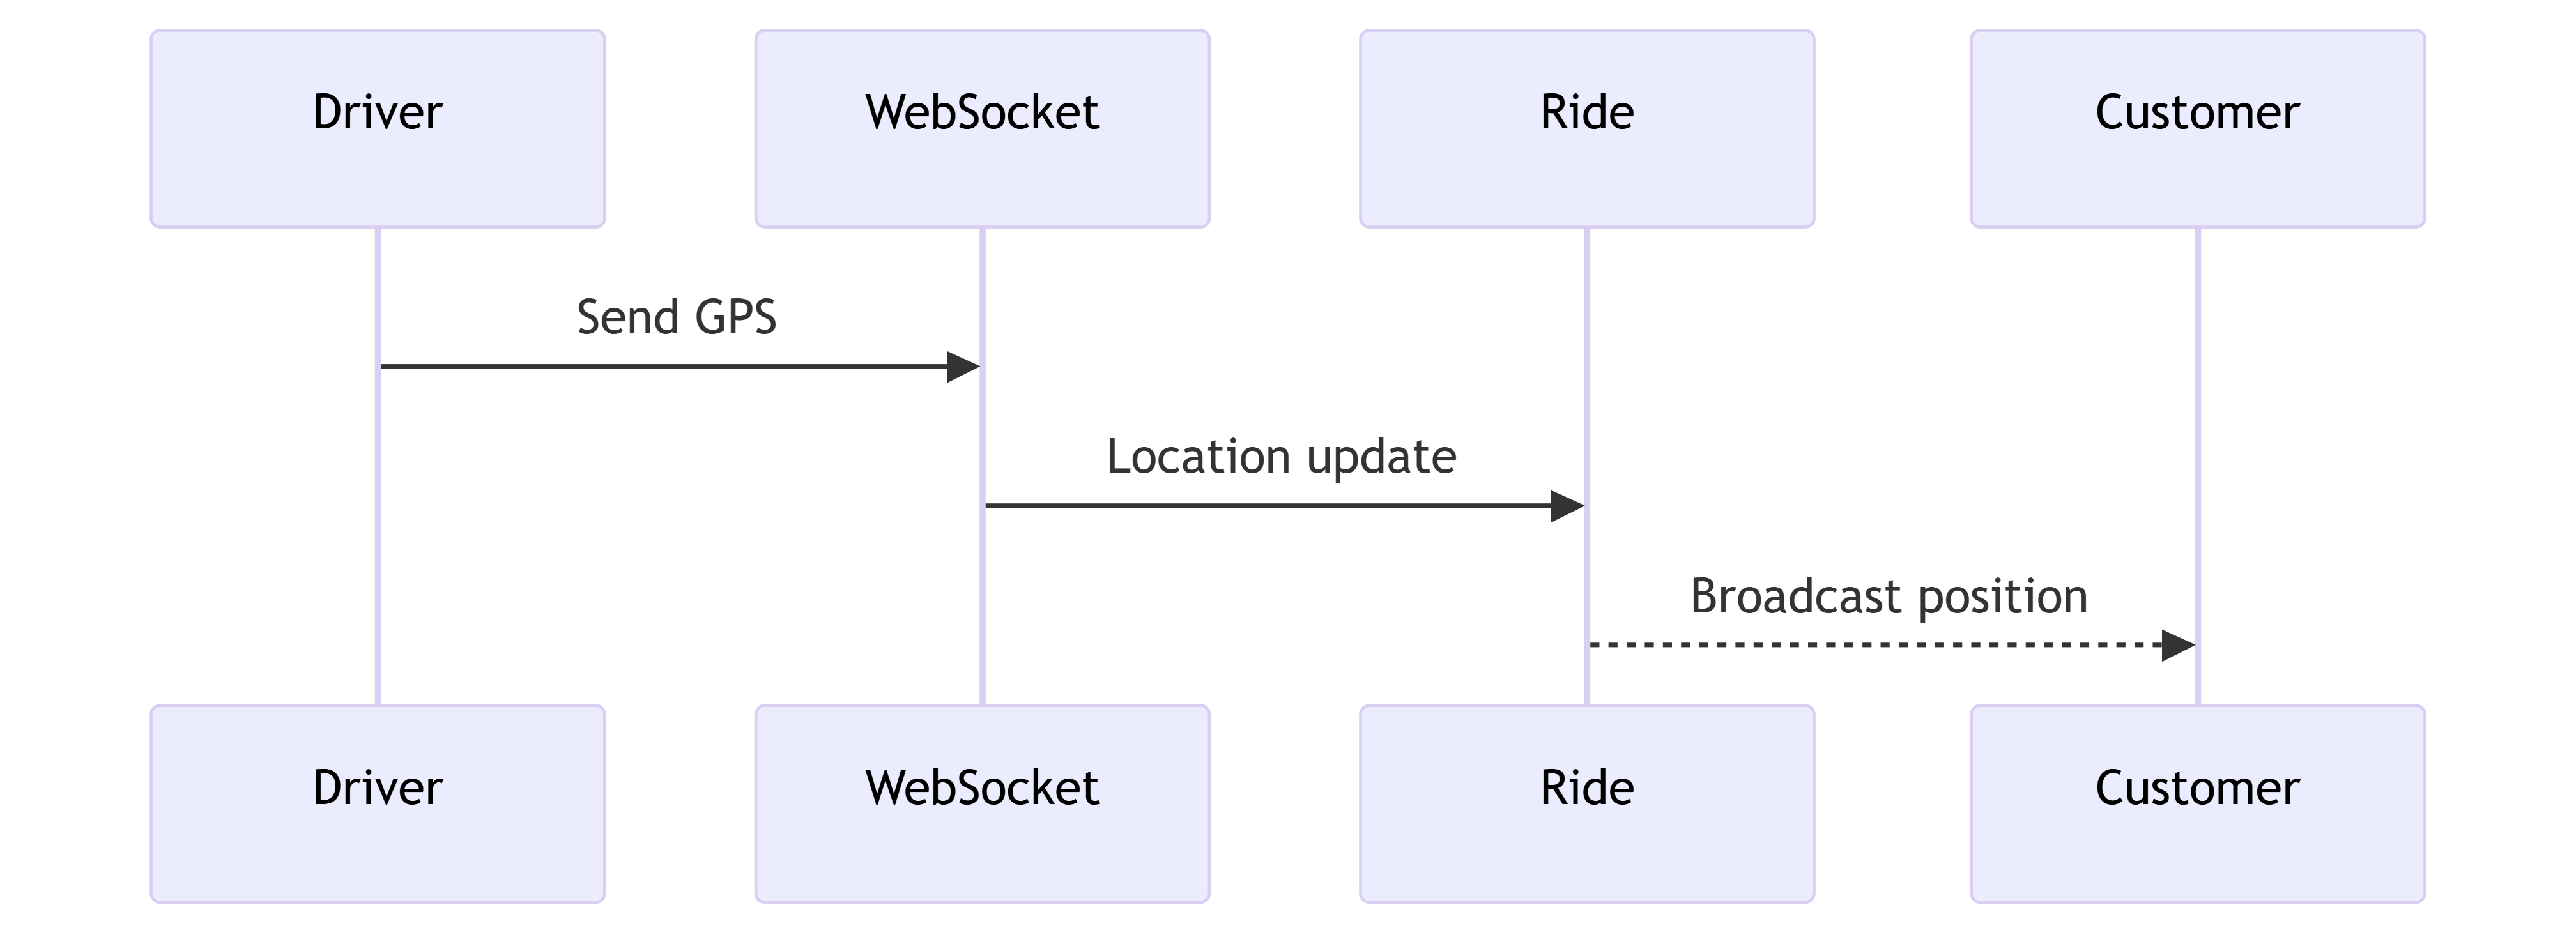 Driver
WebSocket
Ride
Customer
Send GPS
Location update
Broadcast position
Driver
WebSocket
Ride
Customer